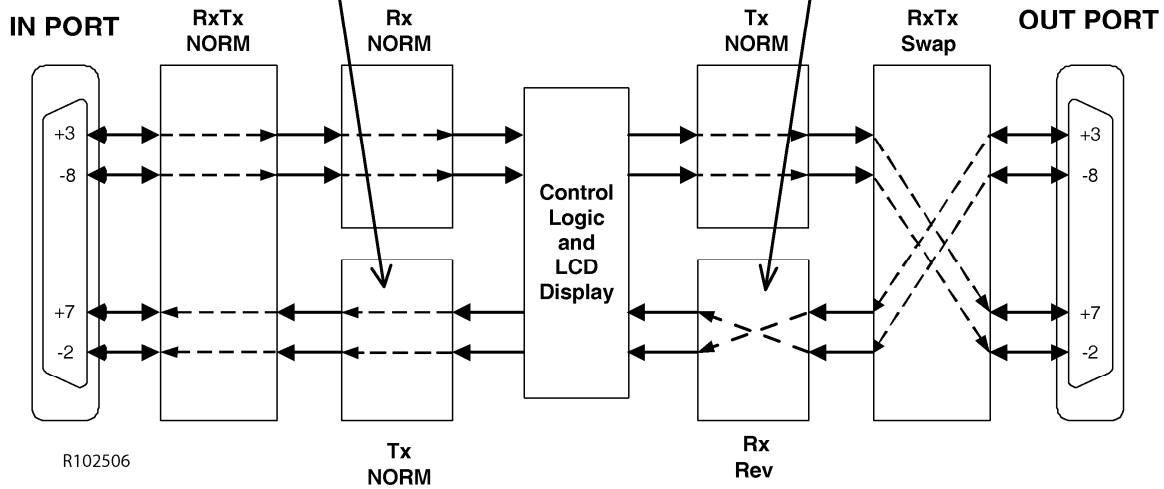 IN PORT
RxTx
NORM
Rx
NORM
Tx
NORM
RxTx
Swap
OUT PORT
+3
-8
+7
-2
Control
Logic
and
LCD
Display
+3
-8
+7
-2
Tx
NORM
Rx
Rev
R102506